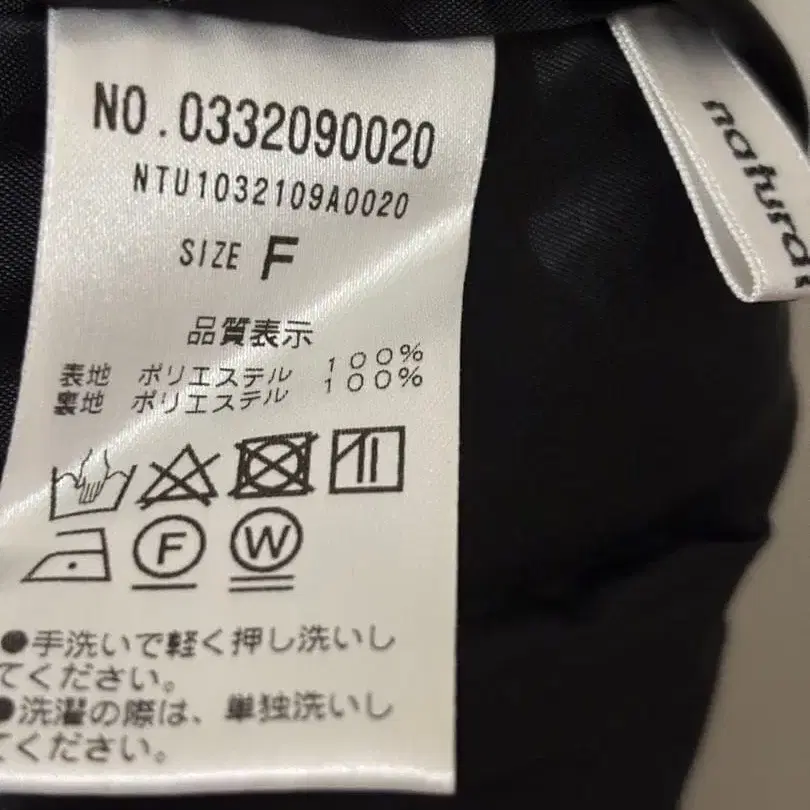 NO.0332090020
NTU1032109A0020
SIZE F
品質表示
表地 ポリエステル 100%
裏地 ポリエステル 100%
F W
●手洗いで軽く押し洗いし
てください。
●洗濯の際は、単独洗いし
てください。
natural